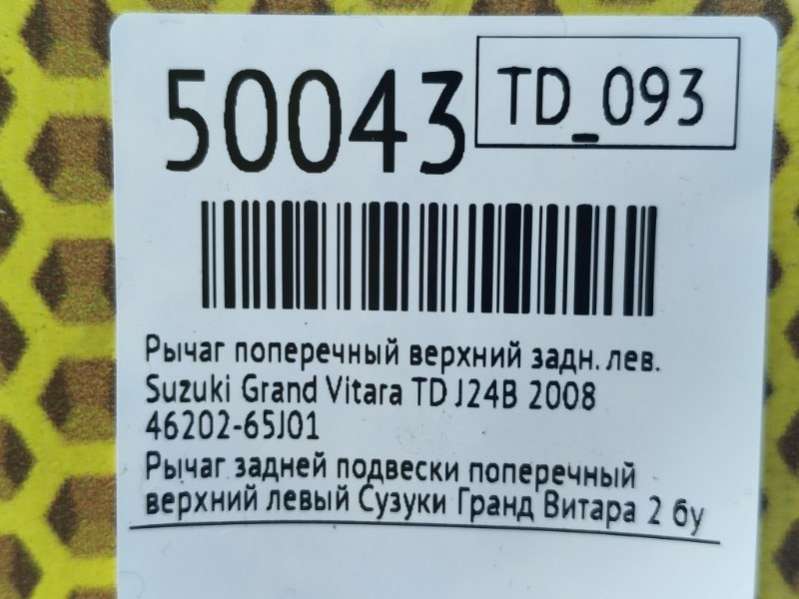 50043
TD_093
Рычаг поперечный верхний задн. лев.
Suzuki Grand Vitara TD J24B 2008
46202-65J01
Рычаг задней подвески поперечный
верхний левый Сузуки Гранд Витара 2 бу